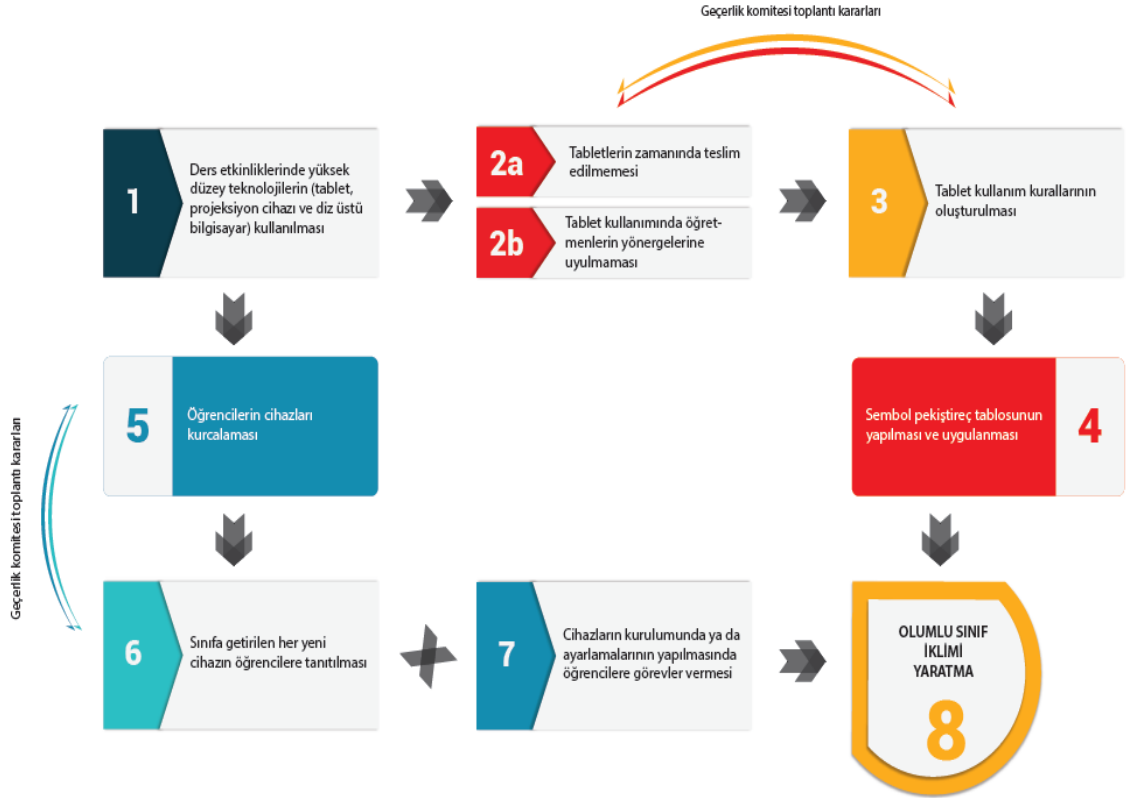 Geçerlik komitesi toplantı kararları
1
Ders etkinliklerinde yüksek
düzey teknolojilerin (tablet,
projeksiyon cihazı ve diz üstü
bilgisayar) kullanılması
2a
Tabletlerin zamanında teslim
edilmemesi
2b
Tablet kullanımında öğret-
menlerin yönergelerine
uyulmaması
3
Tablet kullanım kurallarının
oluşturulması
5
Öğrencilerin cihazları
kurcalaması
Sembol pekiştireç tablosunun
yapılması ve uygulanması
4
Geçerlik komitesi toplantı kararları
6
Sınıfa getirilen her yeni
cihazın öğrencilere tanıtılması
7
Cihazların kurulumunda ya da
ayarlamalarının yapılmasında
öğrencilere görevler vermesi
OLUMLU SINIF
İKLİMİ
YARATMA
8